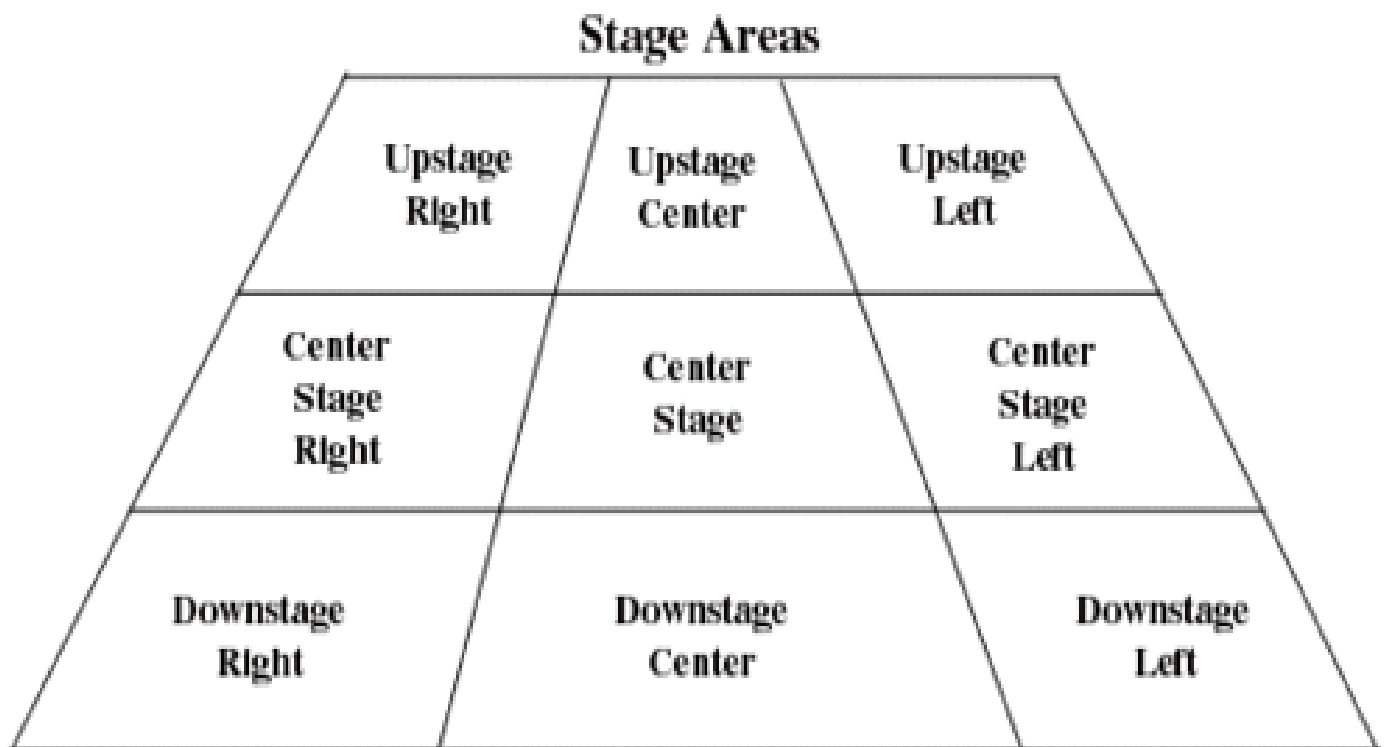 Stage Areas
Upstage
Right
Upstage
Center
Upstage
Left
Center
Stage
Right
Center
Stage
Center
Stage
Left
Downstage
Right
Downstage
Center
Downstage
Left